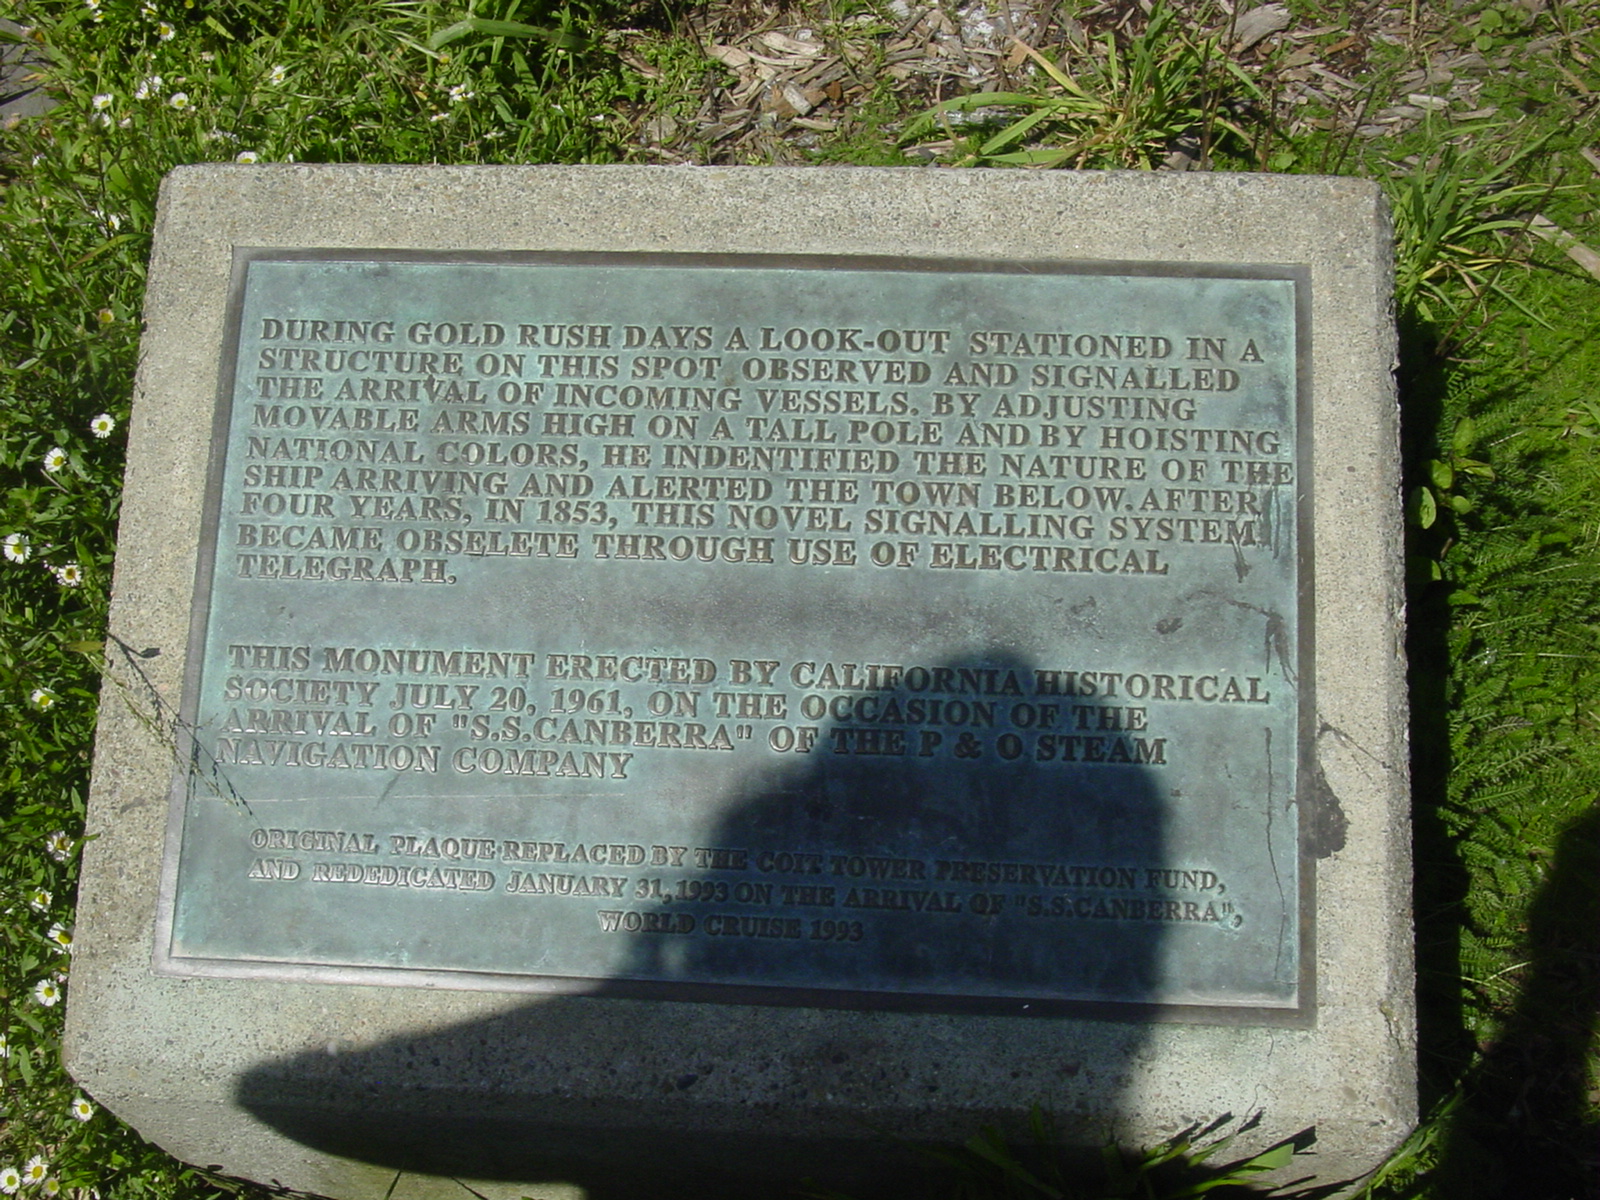 DURING GOLD RUSH DAYS A LOOK-OUT STATIONED IN A
STRUCTURE ON THIS SPOT OBSERVED AND SIGNALLED
THE ARRIVAL OF INCOMING VESSELS. BY ADJUSTING
MOVABLE ARMS HIGH ON A TALL POLE AND BY HOISTING
NATIONAL COLORS, HE INDENTIFIED THE NATURE OF THE
SHIP ARRIVING AND ALERTED THE TOWN BELOW. AFTER
FOUR YEARS, IN 1853, THIS NOVEL SIGNALLING SYSTEM
BECAME OBSELETE THROUGH USE OF ELECTRICAL
TELEGRAPH.
THIS MONUMENT ERECTED BY CALIFORNIA HISTORICAL
SOCIETY JULY 20, 1961, ON THE OCCASION OF THE
ARRIVAL OF "S.S.CANBERRA" OF THE P & O STEAM
NAVIGATION COMPANY
ORIGINAL PLAQUE REPLACED BY THE COIT TOWER PRESERVATION FUND,
AND REDEDICATED JANUARY 31, 1993 ON THE ARRIVAL OF "S.S.CANBERRA",
WORLD CRUISE 1993